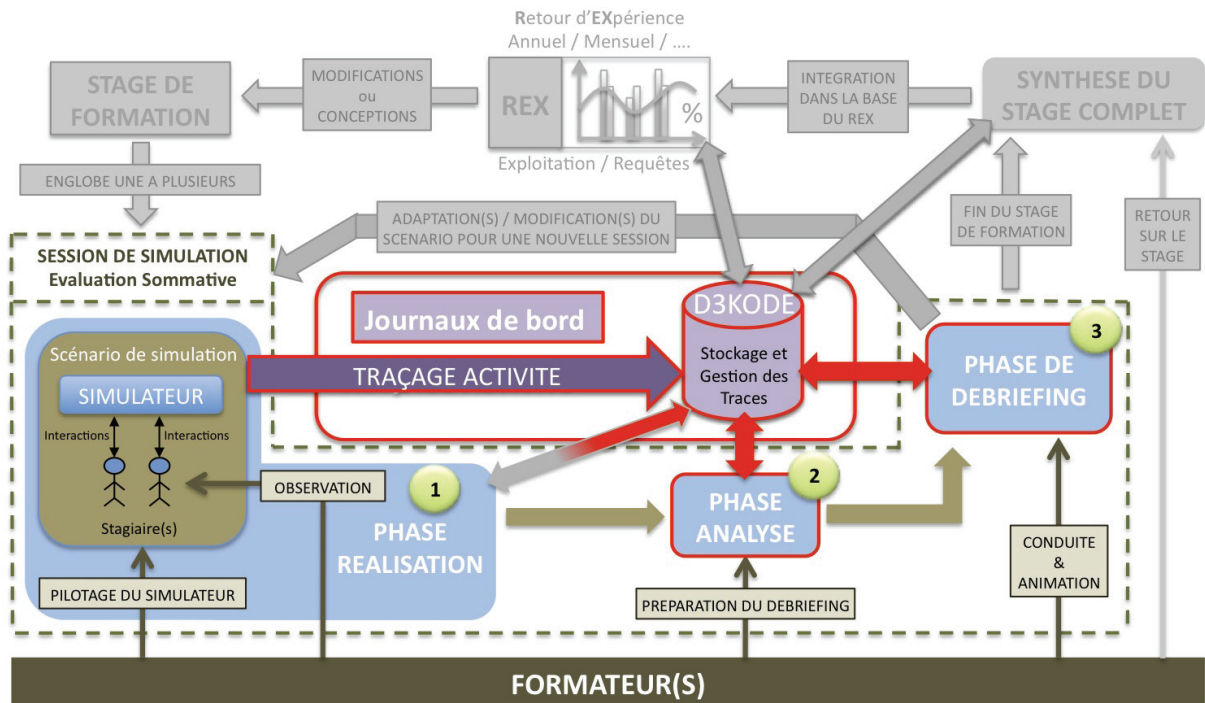 Retour d'EXpérience
Annuel / Mensuel / ....
STAGE DE
FORMATION
MODIFICATIONS
ou
CONCEPTIONS
REX
%
INTEGRATION
DANS LA BASE
DU REX
SYNTHESE DU
STAGE COMPLET
Exploitation / Requêtes
ENGLOBE UNE A PLUSIEURS
ADAPTATION(S) / MODIFICATION(S) DU
SCENARIO POUR UNE NOUVELLE SESSION
FIN DU STAGE
DE FORMATION
RETOUR
SUR LE
STAGE
SESSION DE SIMULATION
Evaluation Sommative
Journaux de bord
D3KODE
Stockage et
Gestion des
Traces
TRAÇAGE ACTIVITE
Scénario de simulation
SIMULATEUR
Interactions
Interactions
Stagiaire(s)
OBSERVATION
1
PHASE
REALISATION
2
PHASE
ANALYSE
3
PHASE DE
DEBRIEFING
PILOTAGE DU SIMULATEUR
PREPARATION DU DEBRIEFING
CONDUITE
&
ANIMATION
FORMATEUR(S)